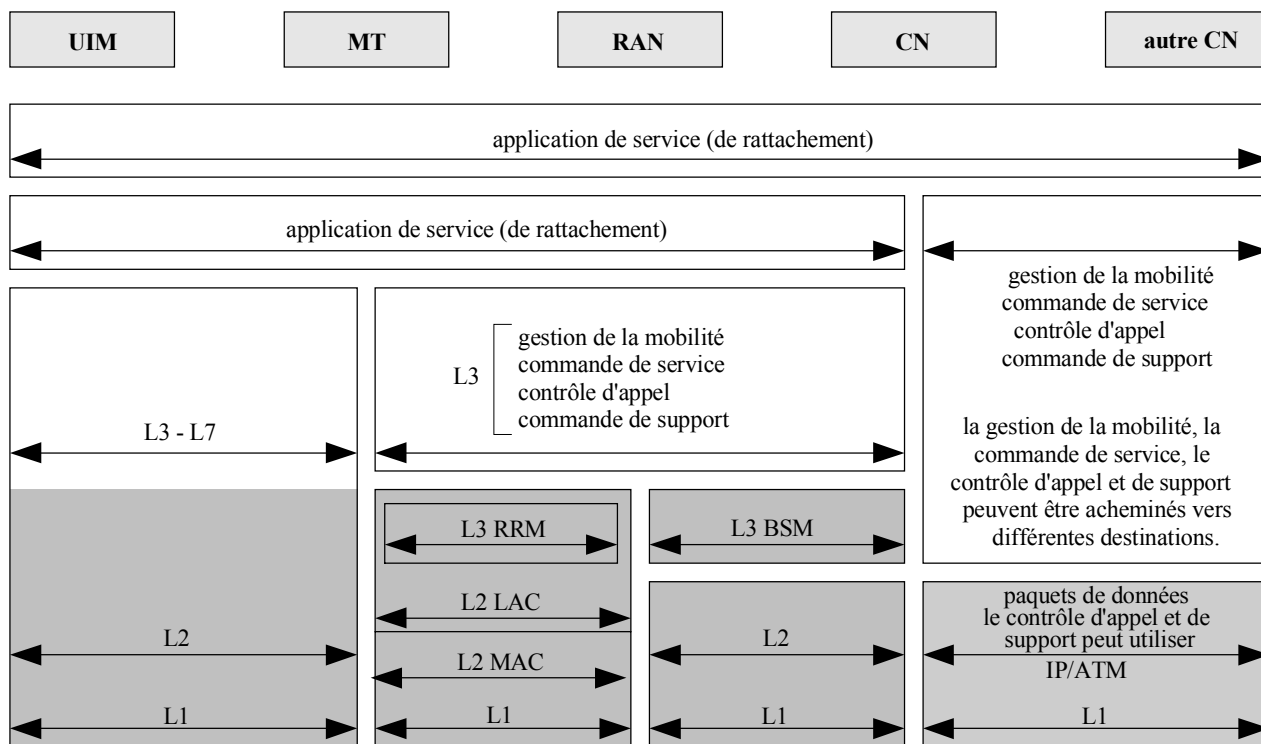 UIM
MT
RAN
CN
autre CN
application de service (de rattachement)
application de service (de rattachement)
gestion de la mobilité
commande de service
contrôle d'appel
commande de support
L3
gestion de la mobilité
commande de service
contrôle d'appel
commande de support
L3 - L7
la gestion de la mobilité, la
commande de service, le
contrôle d'appel et de support
peuvent être acheminés vers
différentes destinations.
L3 RRM
L3 BSM
L2 LAC
L2
L2 MAC
L2
paquets de données
le contrôle d'appel et de
support peut utiliser
IP/ATM
L1
L1
L1
L1